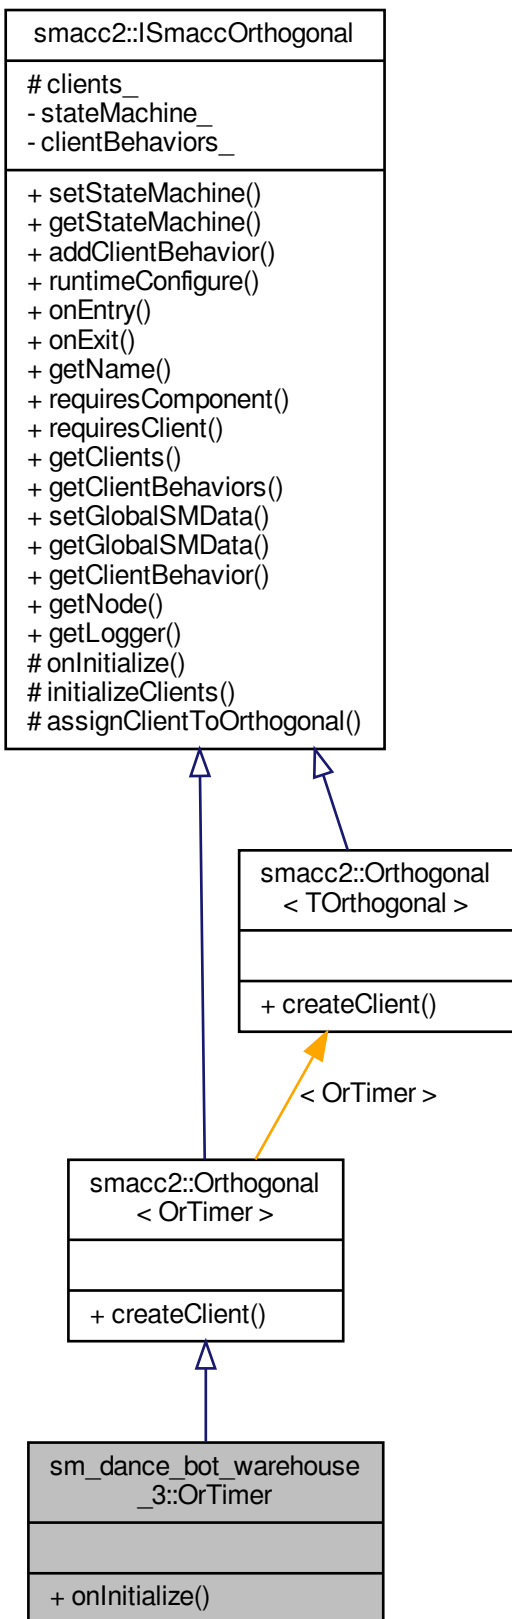 smacc2::ISmaccOrthogonal
# clients_
- stateMachine_
- clientBehaviors_
+ setStateMachine()
+ getStateMachine()
+ addClientBehavior()
+ runtimeConfigure()
+ onEntry()
+ onExit()
+ getName()
+ requiresComponent()
+ requiresClient()
+ getClients()
+ getClientBehaviors()
+ setGlobalSMData()
+ getGlobalSMData()
+ getClientBehavior()
+ getNode()
+ getLogger()
# onInitialize()
# initializeClients()
# assignClientToOrthogonal()
smacc2::Orthogonal
< TOrthogonal >
+ createClient()
< OrTimer >
smacc2::Orthogonal
< OrTimer >
+ createClient()
sm_dance_bot_warehouse
_3::OrTimer
+ onInitialize()